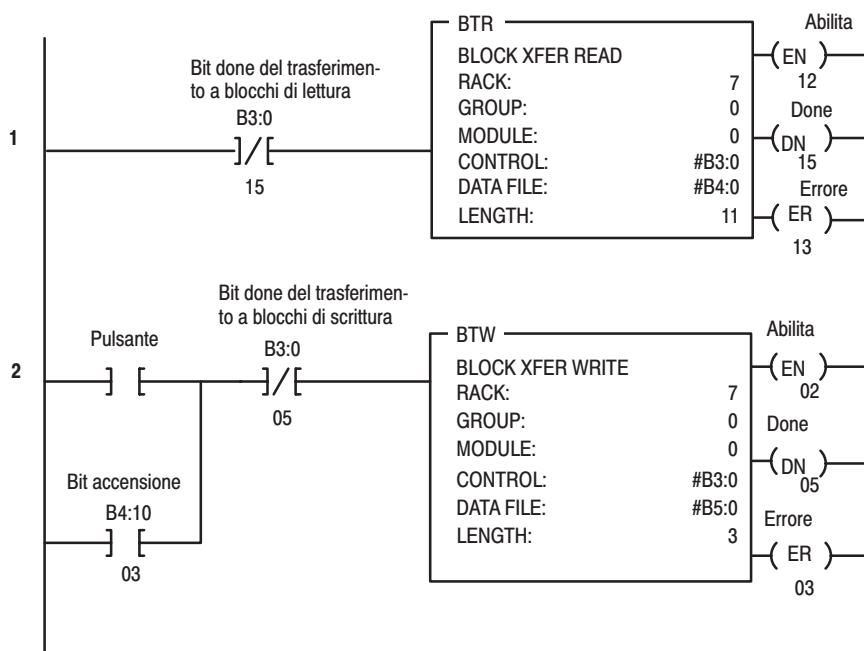 1
Bit done del trasferimen-
to a blocchi di lettura
B3:0
15
BTR
BLOCK XFER READ
RACK: 7
GROUP: 0
MODULE: 0
CONTROL: #B3:0
DATA FILE: #B4:0
LENGTH: 11
Abilita
EN
12
Done
DN
15
Errore
ER
13
2
Pulsante
Bit accensione
B4:10
03
Bit done del trasferimen-
to a blocchi di scrittura
B3:0
05
BTW
BLOCK XFER WRITE
RACK: 7
GROUP: 0
MODULE: 0
CONTROL: #B3:0
DATA FILE: #B5:0
LENGTH: 3
Abilita
EN
02
Done
DN
05
Errore
ER
03